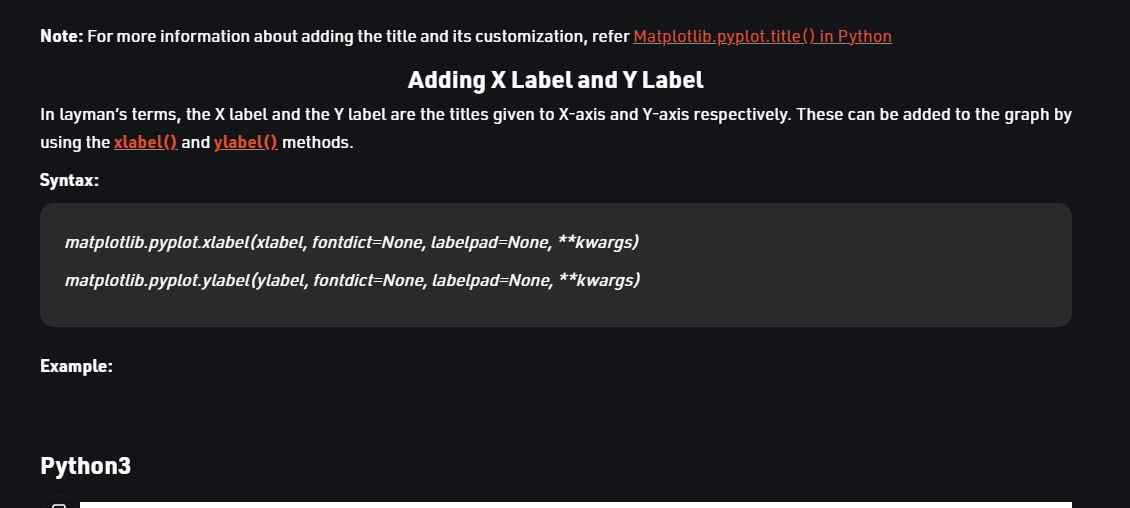 Note: For more information about adding the title and its customization, refer Matplotlib.pyplot.title() in Python
Adding X Label and Y Label
In layman’s terms, the X label and the Y label are the titles given to X-axis and Y-axis respectively. These can be added to the graph by
using the xlabel() and ylabel() methods.
Syntax:
matplotlib.pyplot.xlabel(xlabel, fontdict=None, labelpad=None, **kwargs)
matplotlib.pyplot.ylabel(ylabel, fontdict=None, labelpad=None, **kwargs)
Example:
Python3